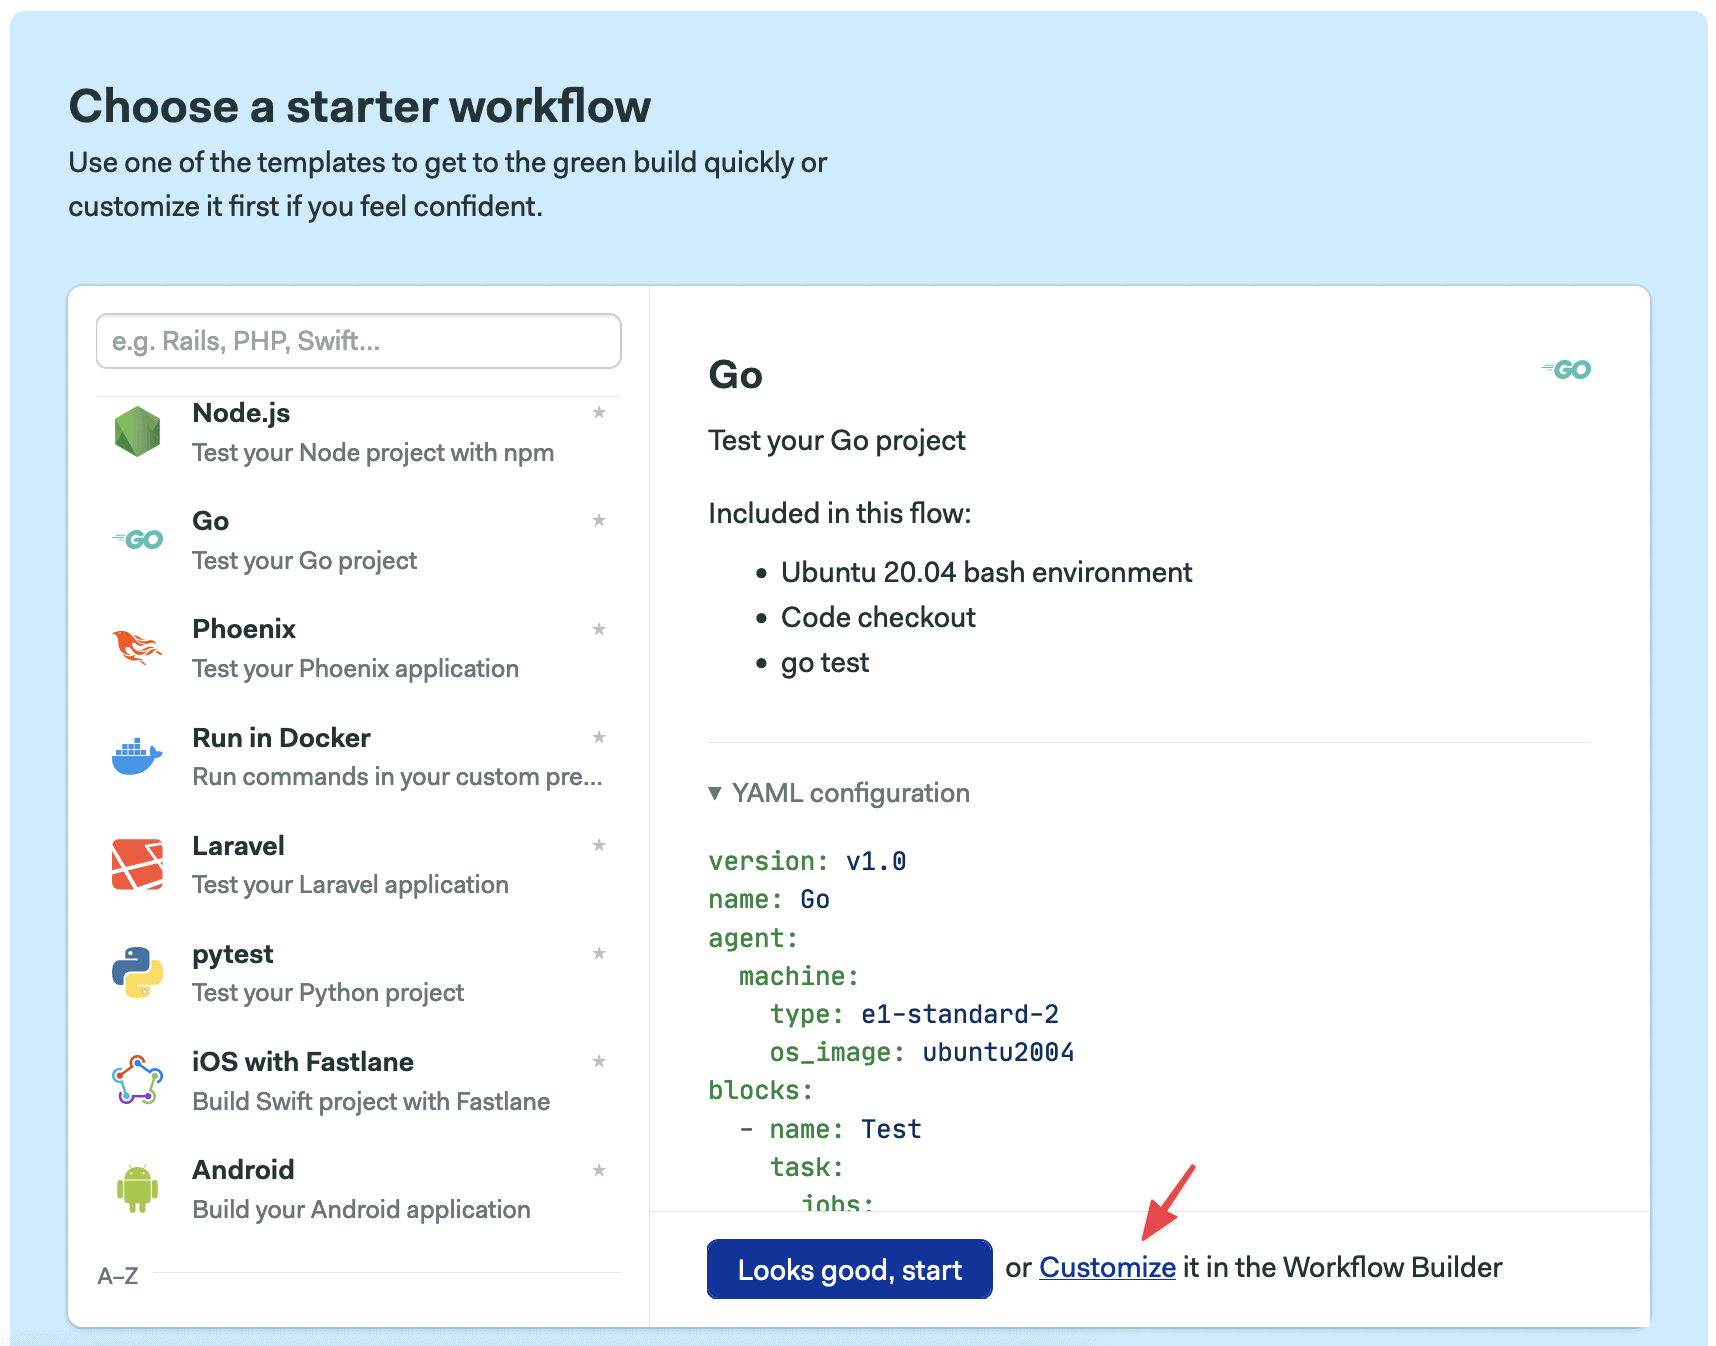 Choose a starter workflow
Use one of the templates to get to the green build quickly or
customize it first if you feel confident.
e.g. Rails, PHP, Swift...
Node.js
Test your Node project with npm
GO
Go
Test your Go project
Phoenix
Test your Phoenix application
Run in Docker
Run commands in your custom pre...
Laravel
Test your Laravel application
pytest
Test your Python project
iOS with Fastlane
Build Swift project with Fastlane
Android
Build your Android application
A–Z
Go
GO
Test your Go project
Included in this flow:
• Ubuntu 20.04 bash environment
• Code checkout
• go test
▼ YAML configuration
version: v1.0
name: Go
agent:
  machine:
    type: e1-standard-2
    os_image: ubuntu2004
blocks:
  - name: Test
    task:
      jobs:
Looks good, start or Customize it in the Workflow Builder